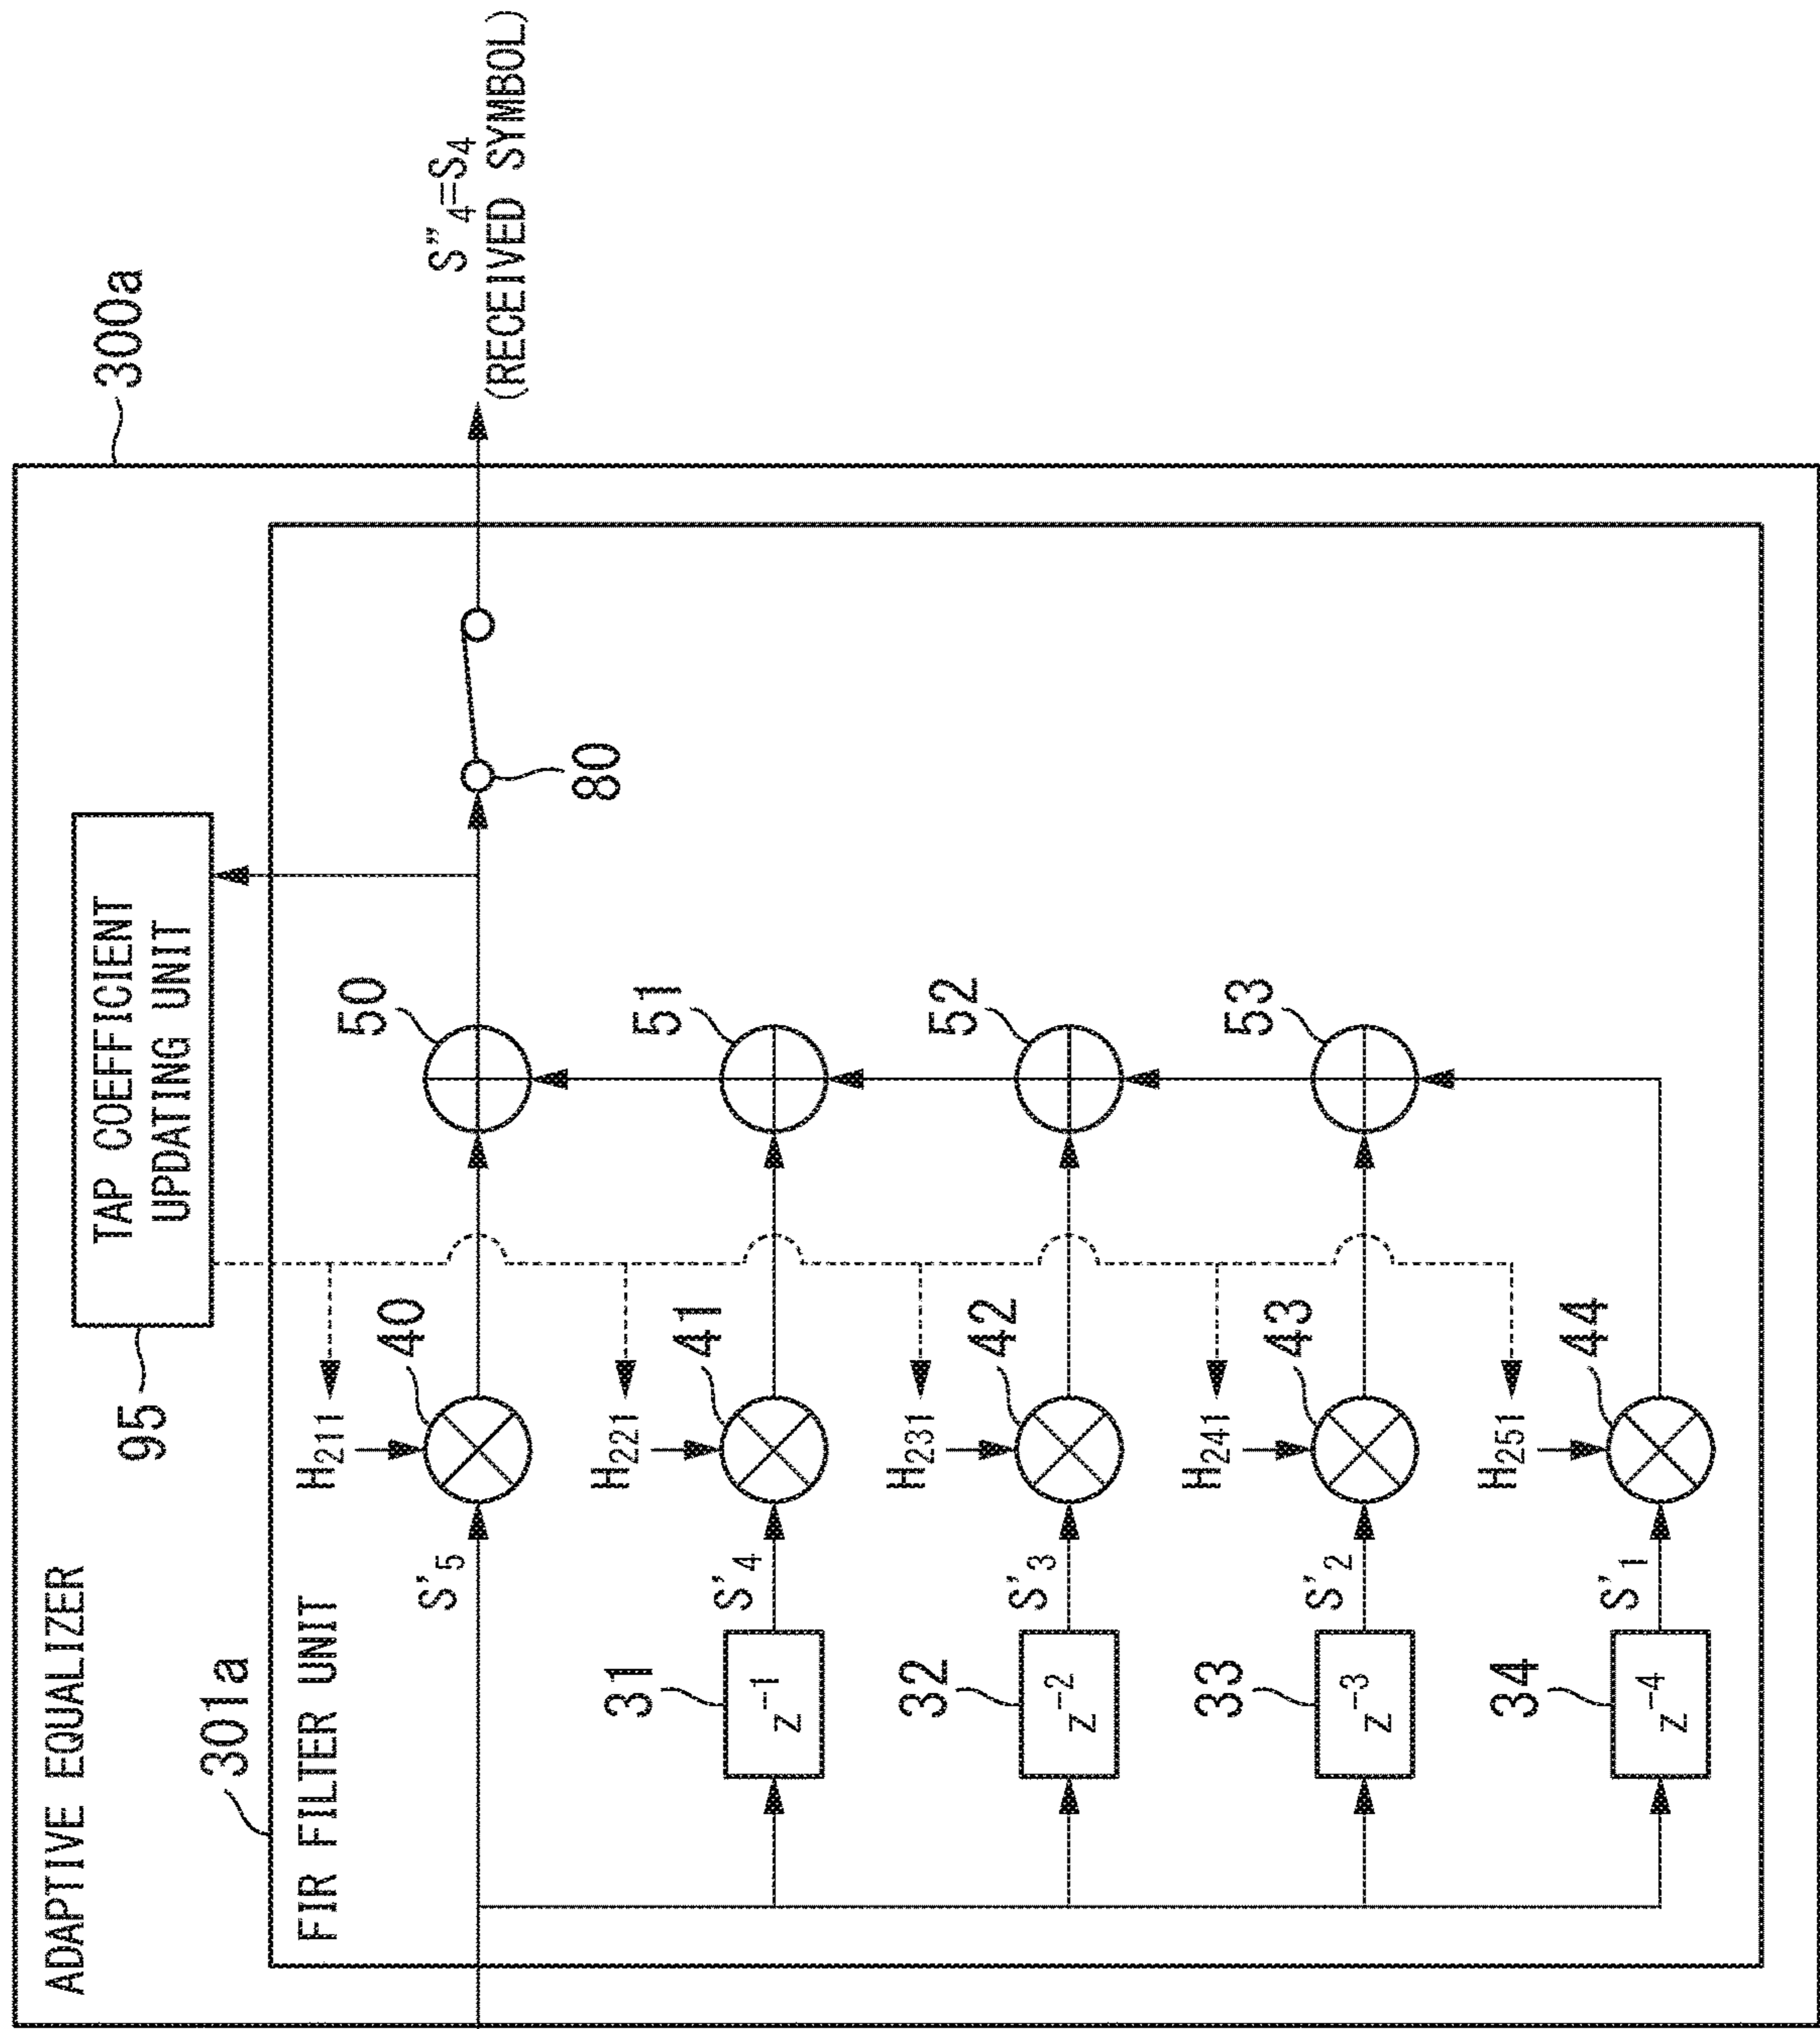 ADAPTIVE EQUALIZER
300a
95
TAP COEFFICIENT
UPDATING UNIT
301a
FIR FILTER UNIT
H211
40
50
S'5
80
S”4=S4
(RECEIVED SYMBOL)
H221
41
51
31
z-1
S'4
H231
42
52
32
z-2
S'3
H241
43
53
33
z-3
S'2
H251
44
34
z-4
S'1